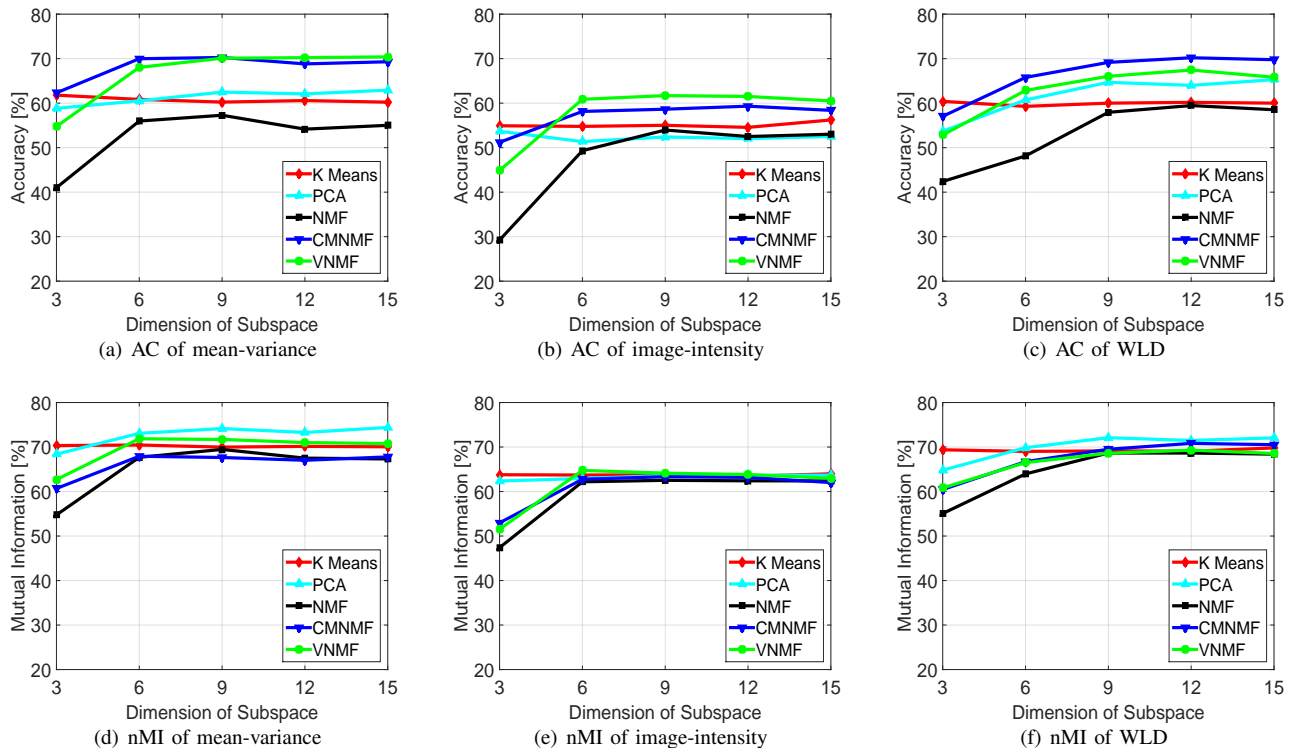 Accuracy [%]
80
70
60
50
40
30
20
3 6 9 12 15
Dimension of Subspace
K Means
PCA
NMF
CMNMF
VNMF
(a) AC of mean-variance
Accuracy [%]
80
70
60
50
40
30
20
3 6 9 12 15
Dimension of Subspace
K Means
PCA
NMF
CMNMF
VNMF
(b) AC of image-intensity
Accuracy [%]
80
70
60
50
40
30
20
3 6 9 12 15
Dimension of Subspace
K Means
PCA
NMF
CMNMF
VNMF
(c) AC of WLD
Mutual Information [%]
80
70
60
50
40
30
20
3 6 9 12 15
Dimension of Subspace
K Means
PCA
NMF
CMNMF
VNMF
(d) nMI of mean-variance
Mutual Information [%]
80
70
60
50
40
30
20
3 6 9 12 15
Dimension of Subspace
K Means
PCA
NMF
CMNMF
VNMF
(e) nMI of image-intensity
Mutual Information [%]
80
70
60
50
40
30
20
3 6 9 12 15
Dimension of Subspace
K Means
PCA
NMF
CMNMF
VNMF
(f) nMI of WLD